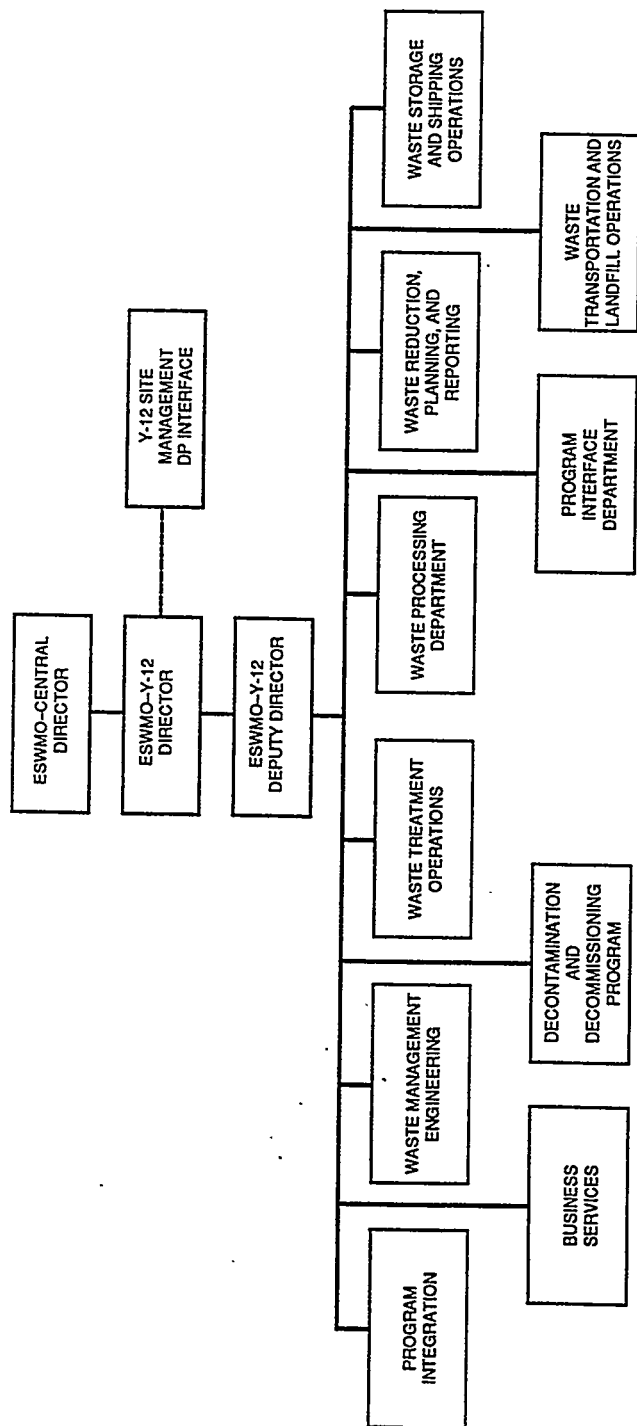 ESWMO–CENTRAL
DIRECTOR
ESWMO–Y-12
DIRECTOR
Y-12 SITE
MANAGEMENT
DP INTERFACE
ESWMO–Y-12
DEPUTY DIRECTOR
PROGRAM
INTEGRATION
WASTE MANAGEMENT
ENGINEERING
WASTE TREATMENT
OPERATIONS
WASTE PROCESSING
DEPARTMENT
WASTE REDUCTION,
PLANNING, AND
REPORTING
WASTE STORAGE
AND SHIPPING
OPERATIONS
BUSINESS
SERVICES
DECONTAMINATION
AND
DECOMMISSIONING
PROGRAM
PROGRAM
INTERFACE
DEPARTMENT
WASTE
TRANSPORTATION AND
LANDFILL OPERATIONS